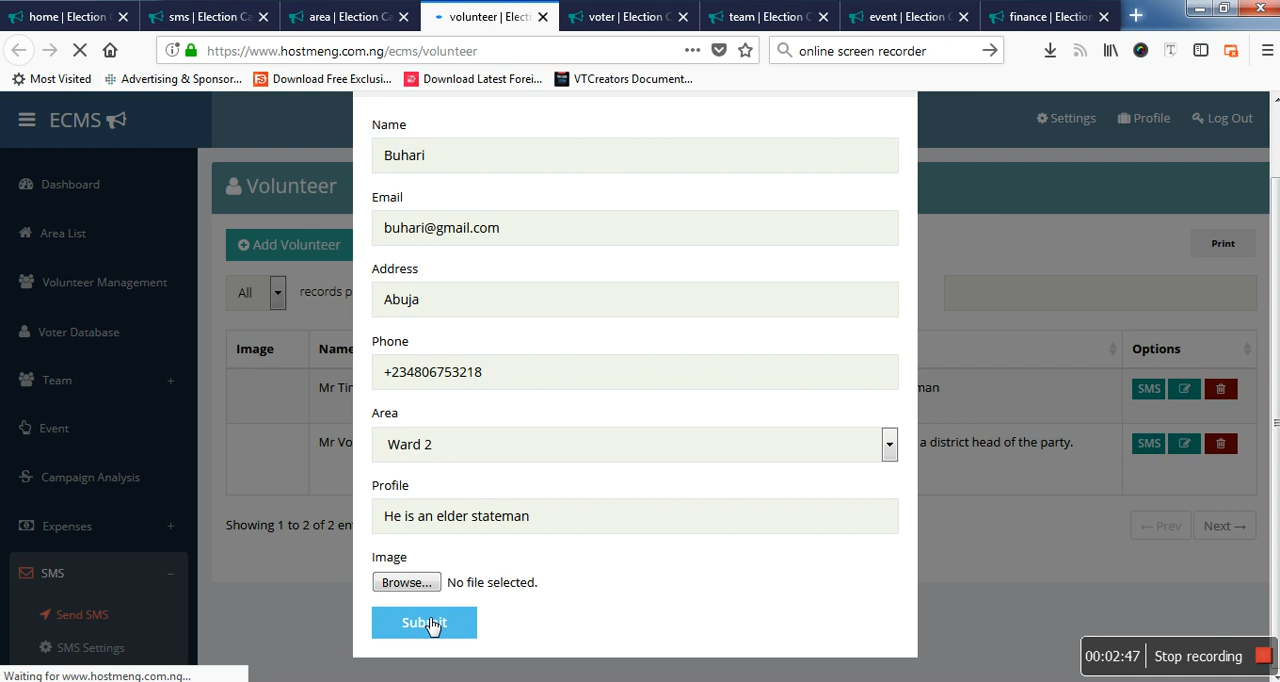 home | Election
sms | Election Ca
area | Election Ca
volunteer | Elect
voter | Election C
team | Election C
event | Election C
finance | Election
https://www.hostmeng.com.ng/ecms/volunteer
online screen recorder
Most Visited
Advertising & Sponsor...
Download Free Exclusi...
Download Latest Forei...
VTCreators Document...
ECMS
Settings
Profile
Log Out
Dashboard
Area List
Volunteer Management
Voter Database
Team +
Event
Campaign Analysis
Expenses +
SMS −
Send SMS
SMS Settings
Volunteer
Add Volunteer
Print
All
records p
Image
Name
Options
Mr Tir
man
SMS
Mr Vo
a district head of the party.
SMS
Showing 1 to 2 of 2 en
← Prev
Next →
Name
Buhari
Email
buhari@gmail.com
Address
Abuja
Phone
+234806753218
Area
Ward 2
Profile
He is an elder stateman
Image
Browse... No file selected.
Submit
00:02:47
Stop recording
Waiting for www.hostmeng.com.ng...